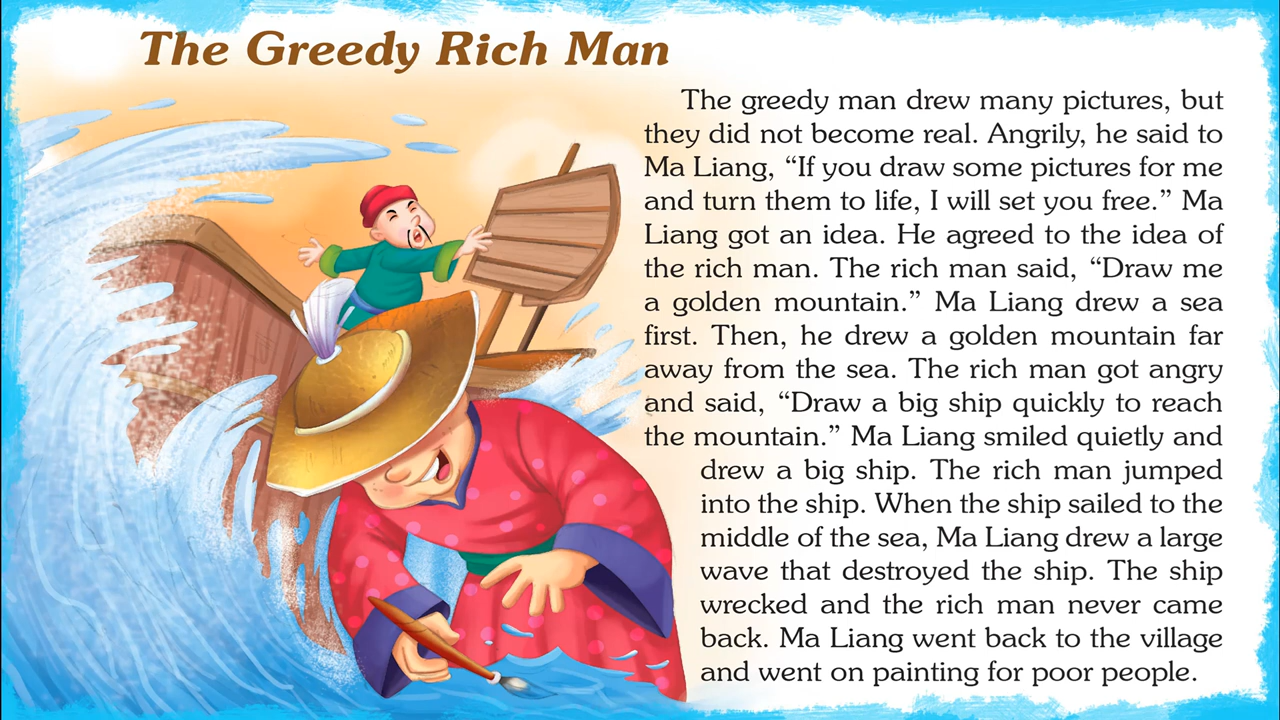 The Greedy Rich Man
The greedy man drew many pictures, but
they did not become real. Angrily, he said to
Ma Liang, “If you draw some pictures for me
and turn them to life, I will set you free.” Ma
Liang got an idea. He agreed to the idea of
the rich man. The rich man said, “Draw me
a golden mountain.” Ma Liang drew a sea
first. Then, he drew a golden mountain far
away from the sea. The rich man got angry
and said, “Draw a big ship quickly to reach
the mountain.” Ma Liang smiled quietly and
drew a big ship. The rich man jumped
into the ship. When the ship sailed to the
middle of the sea, Ma Liang drew a large
wave that destroyed the ship. The ship
wrecked and the rich man never came
back. Ma Liang went back to the village
and went on painting for poor people.